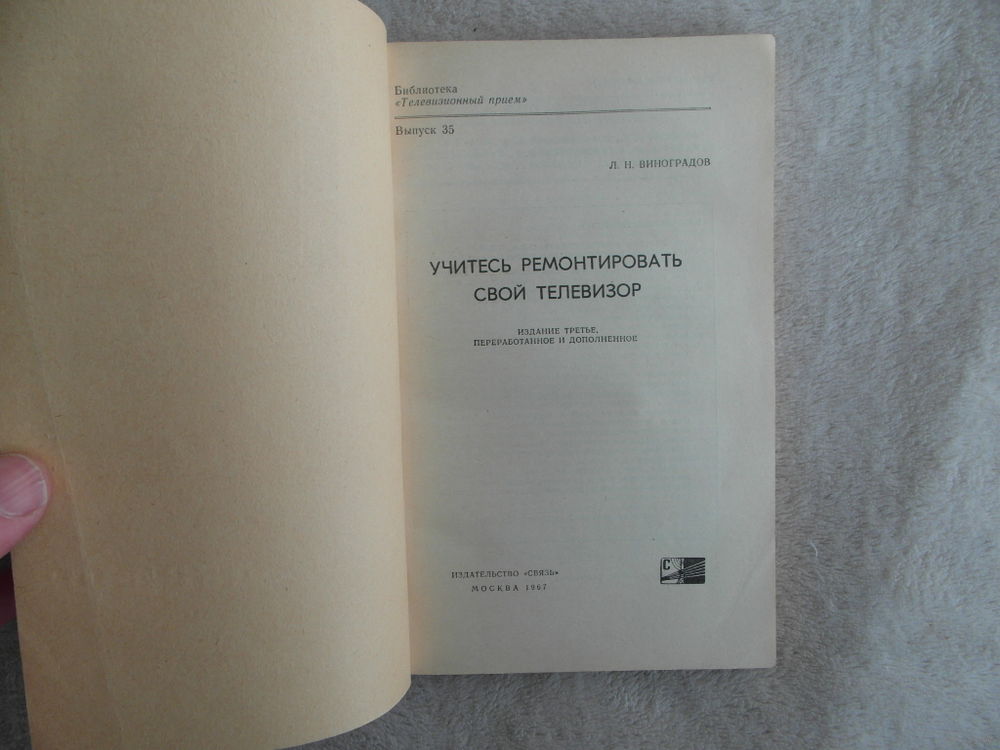 Библиотека
«Телевизионный прием»
Выпуск 35
Л. Н. ВИНОГРАДОВ
УЧИТЕСЬ РЕМОНТИРОВАТЬ
СВОЙ ТЕЛЕВИЗОР
ИЗДАНИЕ ТРЕТЬЕ,
ПЕРЕРАБОТАННОЕ И ДОПОЛНЕННОЕ
ИЗДАТЕЛЬСТВО «СВЯЗЬ»
МОСКВА 1967
С